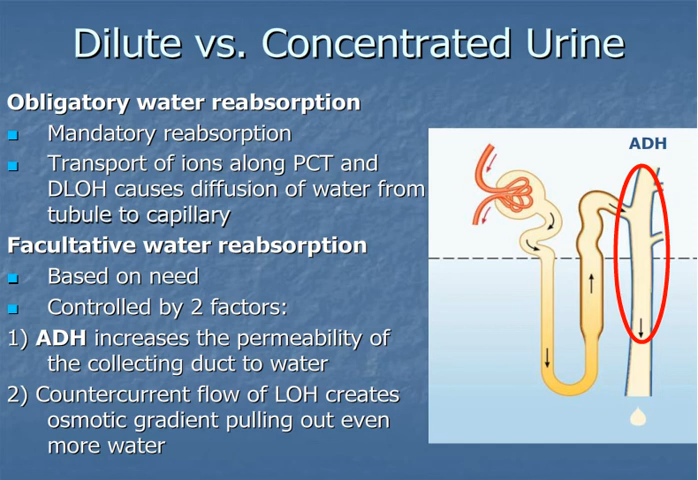 Dilute vs. Concentrated Urine
Obligatory water reabsorption
Mandatory reabsorption
Transport of ions along PCT and
DLOH causes diffusion of water from
tubule to capillary
Facultative water reabsorption
Based on need
Controlled by 2 factors:
1) ADH increases the permeability of
the collecting duct to water
2) Countercurrent flow of LOH creates
osmotic gradient pulling out even
more water
ADH